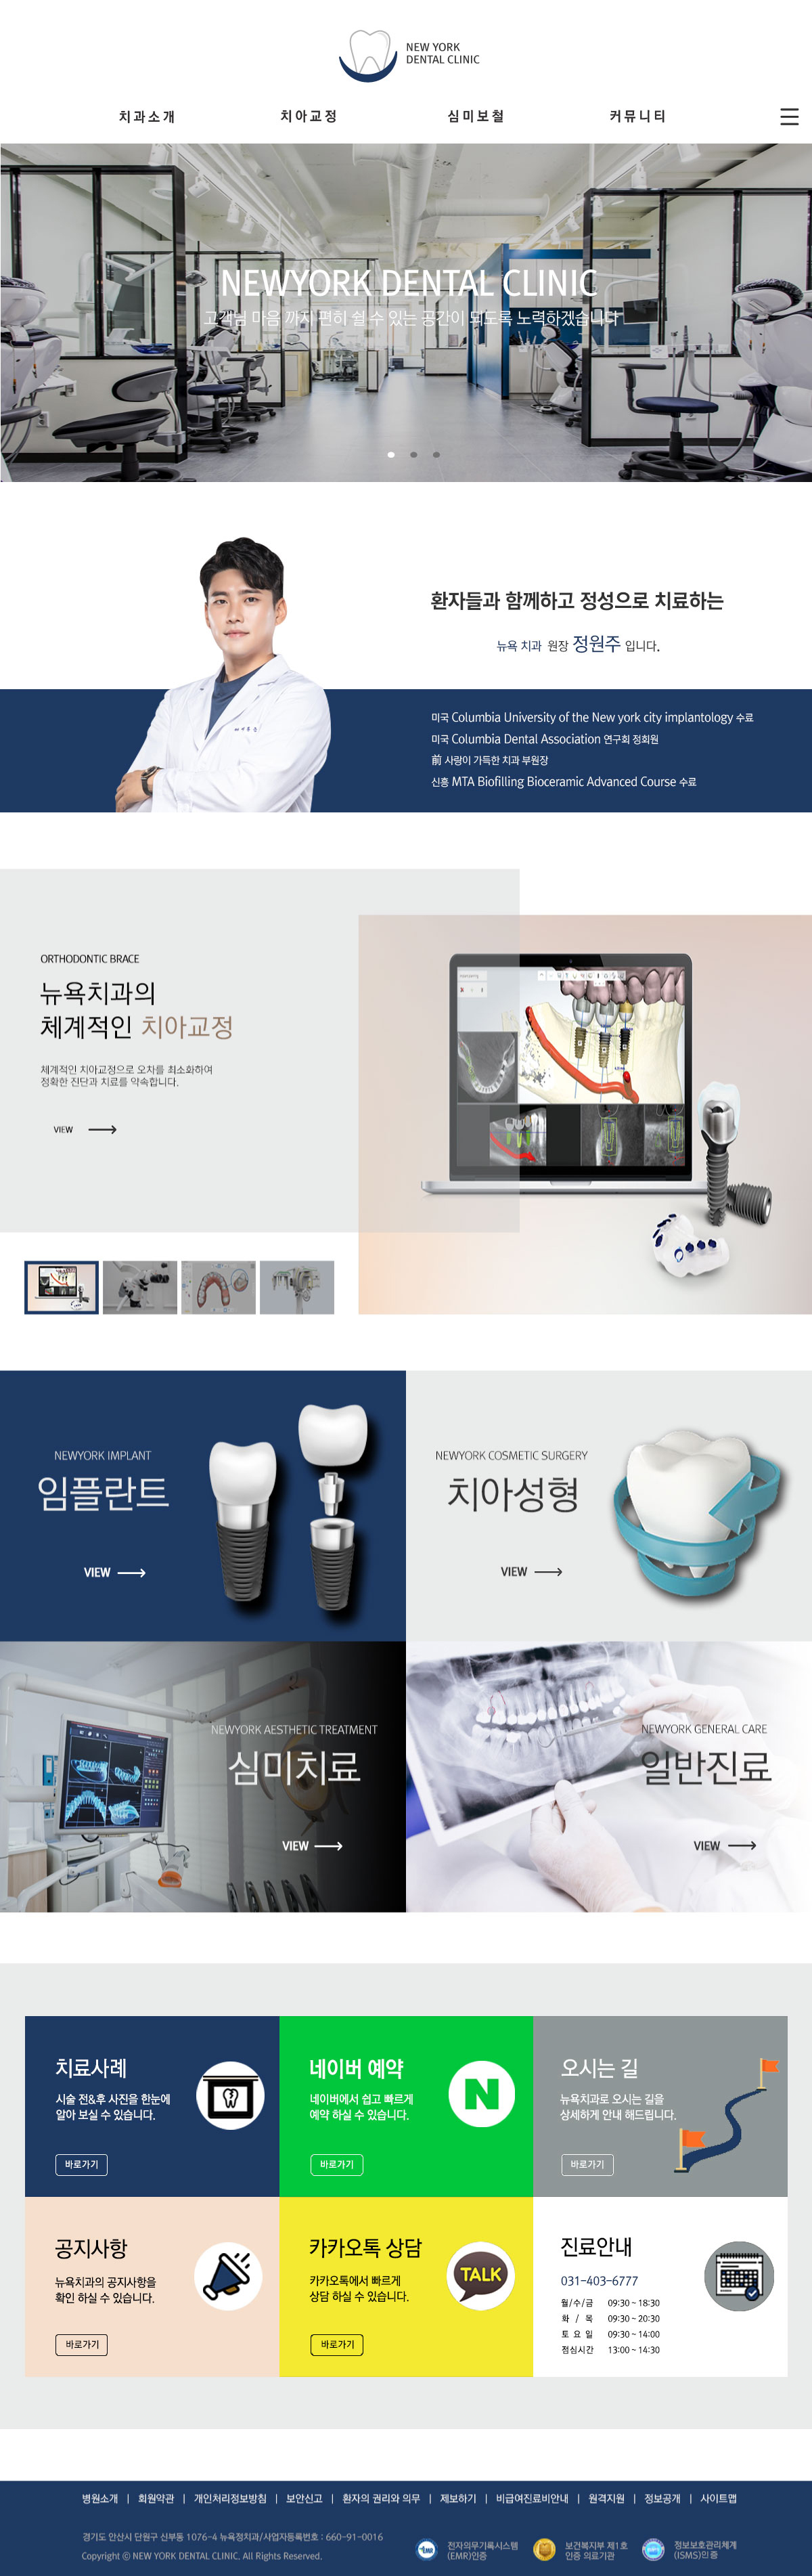 NEW YORK
DENTAL CLINIC
치과소개
치아교정
심미보철
커뮤니티
NEWYORK DENTAL CLINIC
고객님 마음 까지 편히 쉴 수 있는 공간이 되도록 노력하겠습니다
환자들과 함께하고 정성으로 치료하는
뉴욕 치과 원장 정원주 입니다.
미국 Columbia University of the New york city implantology 수료
미국 Columbia Dental Association 연구회 정회원
前 사랑이 가득한 치과 부원장
신흥 MTA Biofilling Bioceramic Advanced Course 수료
ORTHODONTIC BRACE
뉴욕치과의
체계적인 치아교정
체계적인 치아교정으로 오차를 최소화하여
정확한 진단과 치료를 약속합니다.
VIEW
NEWYORK IMPLANT
임플란트
VIEW
NEWYORK COSMETIC SURGERY
치아성형
VIEW
NEWYORK AESTHETIC TREATMENT
심미치료
VIEW
NEWYORK GENERAL CARE
일반진료
VIEW
치료사례
시술 전&후 사진을 한눈에
알아 보실 수 있습니다.
바로가기
네이버 예약
네이버에서 쉽고 빠르게
예약 하실 수 있습니다.
바로가기
N
오시는 길
뉴욕치과로 오시는 길을
상세하게 안내 해드립니다.
바로가기
공지사항
뉴욕치과의 공지사항을
확인 하실 수 있습니다.
바로가기
카카오톡 상담
카카오톡에서 빠르게
상담 하실 수 있습니다.
바로가기
TALK
진료안내
031-403-6777
월/수/금 09:30 ~ 18:30
화 / 목 09:30 ~ 20:30
토 요 일 09:30 ~ 14:00
점심시간 13:00 ~ 14:30
병원소개 | 회원약관 | 개인처리정보방침 | 보안신고 | 환자의 권리와 의무 | 제보하기 | 비급여진료비안내 | 원격지원 | 정보공개 | 사이트맵
경기도 안산시 단원구 신부동 1076-4 뉴욕정치과/사업자등록번호 : 660-91-0016
Copyright ⓒ NEW YORK DENTAL CLINIC. All Rights Reserved.
EMR
전자의무기록시스템
(EMR)인증
보건복지부 제1호
인증 의료기관
정보보호관리체계
(ISMS)인증